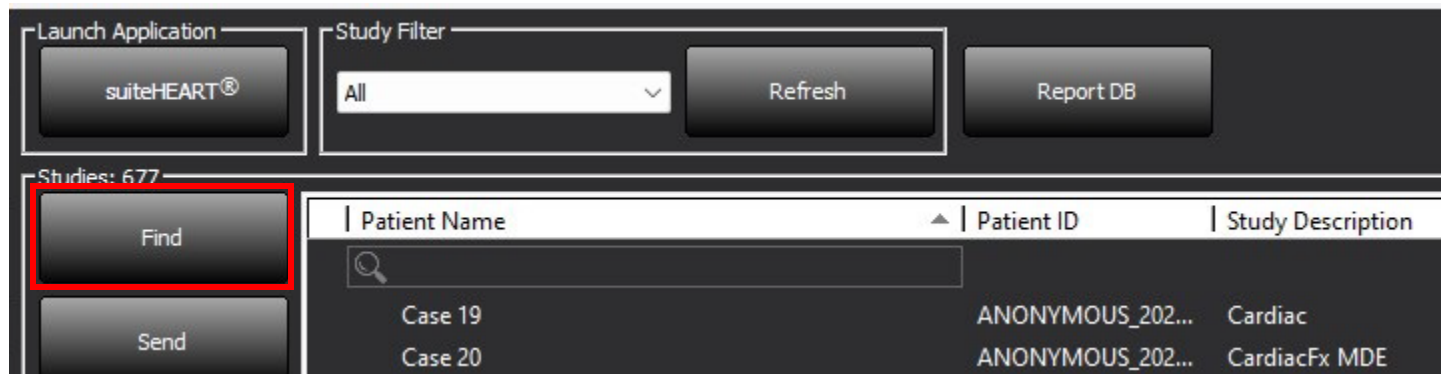 Launch Application
suiteHEART®
Study Filter
All
Refresh
Report DB
Studies: 677
Find
Send
Patient Name
Patient ID
Study Description
Case 19
ANONYMOUS_202...
Cardiac
Case 20
ANONYMOUS_202...
CardiacFx MDE